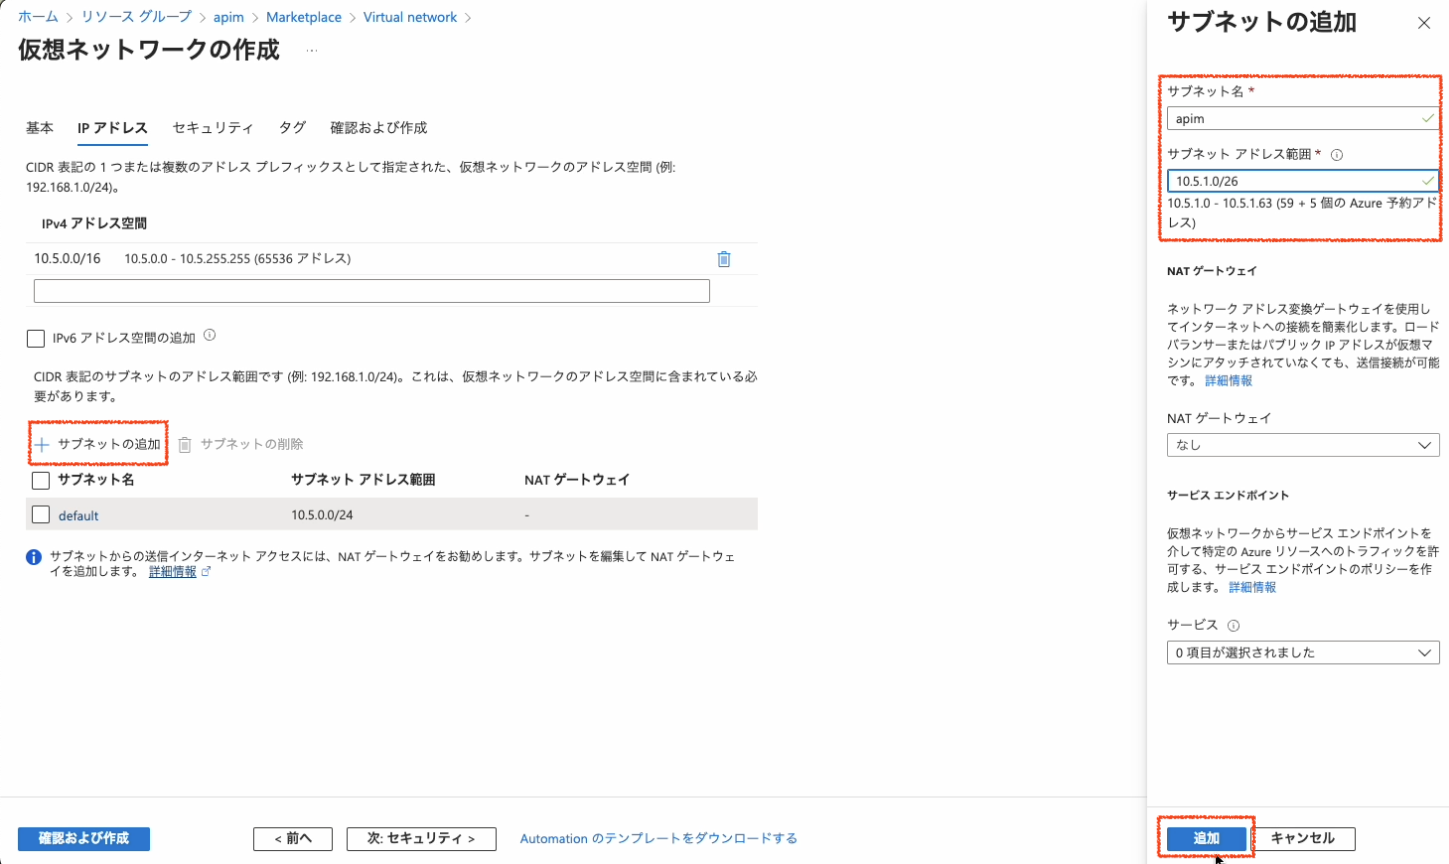 ホーム > リソース グループ > apim > Marketplace > Virtual network >
仮想ネットワークの作成 ...
基本 IP アドレス セキュリティ タグ 確認および作成
CIDR 表記の 1 つまたは複数のアドレス プレフィックスとして指定された、仮想ネットワークのアドレス空間 (例:
192.168.1.0/24)。
IPv4 アドレス空間
10.5.0.0/16 10.5.0.0 - 10.5.255.255 (65536 アドレス)
IPv6 アドレス空間の追加
CIDR 表記のサブネットのアドレス範囲です (例: 192.168.1.0/24)。これは、仮想ネットワークのアドレス空間に含まれている必
要があります。
サブネットの追加 サブネットの削除
サブネット名 サブネット アドレス範囲 NAT ゲートウェイ
default 10.5.0.0/24 -
サブネットからの送信インターネット アクセスには、NAT ゲートウェイをお勧めします。サブネットを編集して NAT ゲートウェ
イを追加します。 詳細情報
確認および作成 < 前へ 次: セキュリティ > Automation のテンプレートをダウンロードする
サブネットの追加
サブネット名 *
apim
サブネット アドレス範囲 *
10.5.1.0/26
10.5.1.0 - 10.5.1.63 (59 + 5 個の Azure 予約アド
レス)
NAT ゲートウェイ
ネットワーク アドレス変換ゲートウェイを使用し
てインターネットへの接続を簡素化します。ロード
バランサーまたはパブリック IP アドレスが仮想マ
シンにアタッチされていなくても、送信接続が可能
です。 詳細情報
NAT ゲートウェイ
なし
サービス エンドポイント
仮想ネットワークからサービス エンドポイントを
介して特定の Azure リソースへのトラフィックを許
可する、サービス エンドポイントのポリシーを作
成します。 詳細情報
サービス
0 項目が選択されました
追加 キャンセル